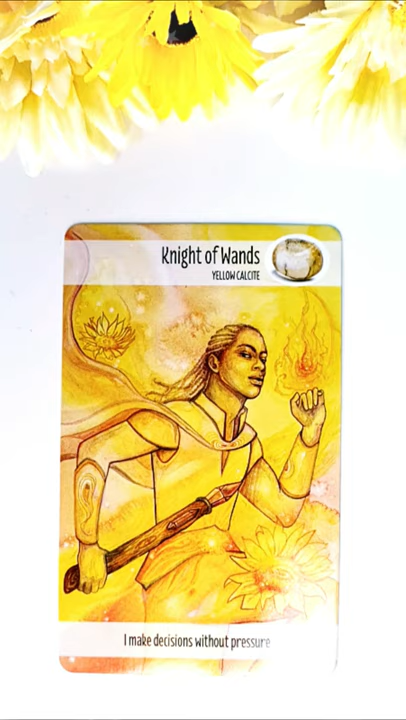 Knight of Wands
YELLOW CALCITE
I make decisions without pressure